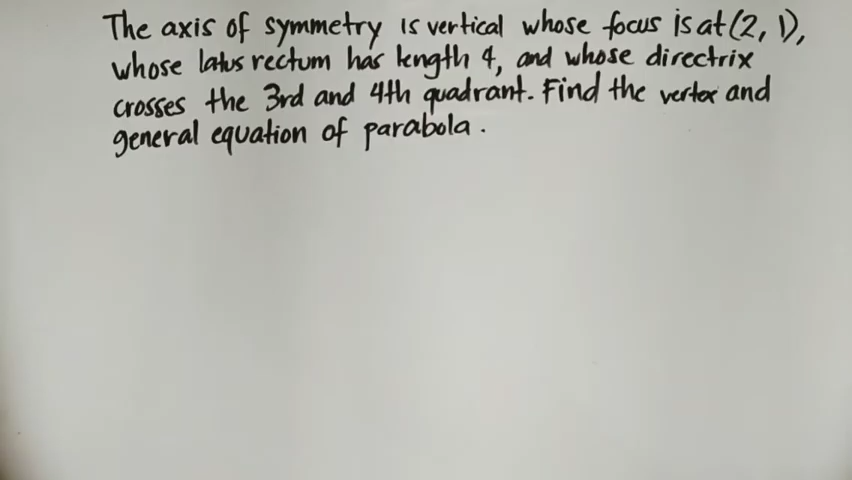 The axis of symmetry is vertical whose focus is at (2, 1),
whose latus rectum has length 4, and whose directrix
crosses the 3rd and 4th quadrant. Find the vertex and
general equation of parabola.